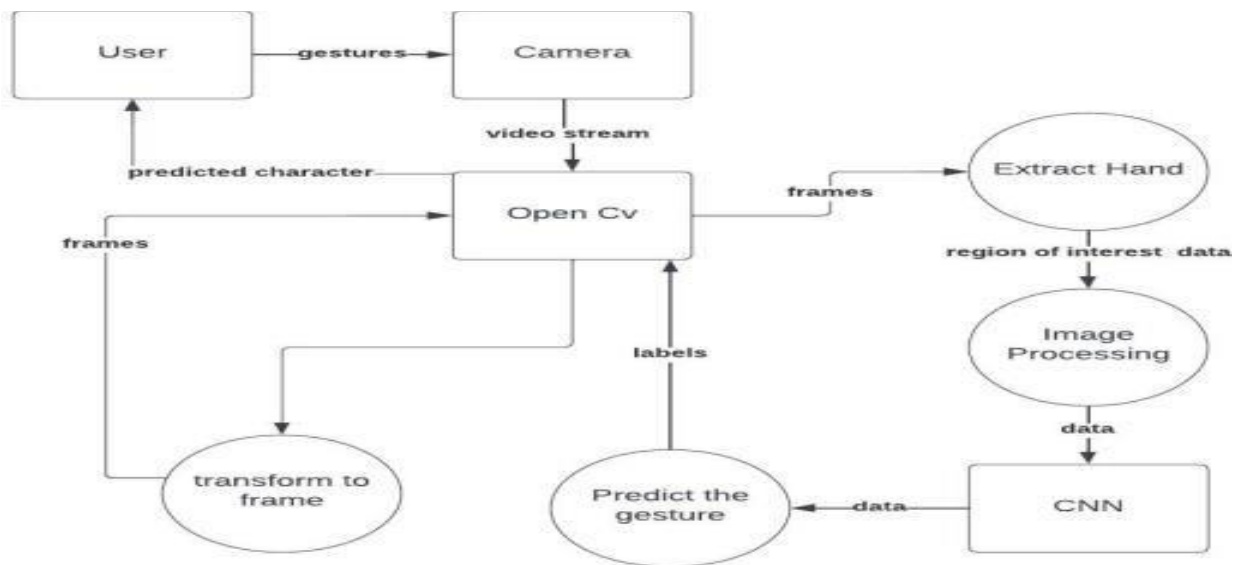 User
gestures
Camera
video stream
predicted character
Open Cv
frames
Extract Hand
frames
region of interest  data
Image
Processing
labels
data
transform to
frame
Predict the
gesture
data
CNN